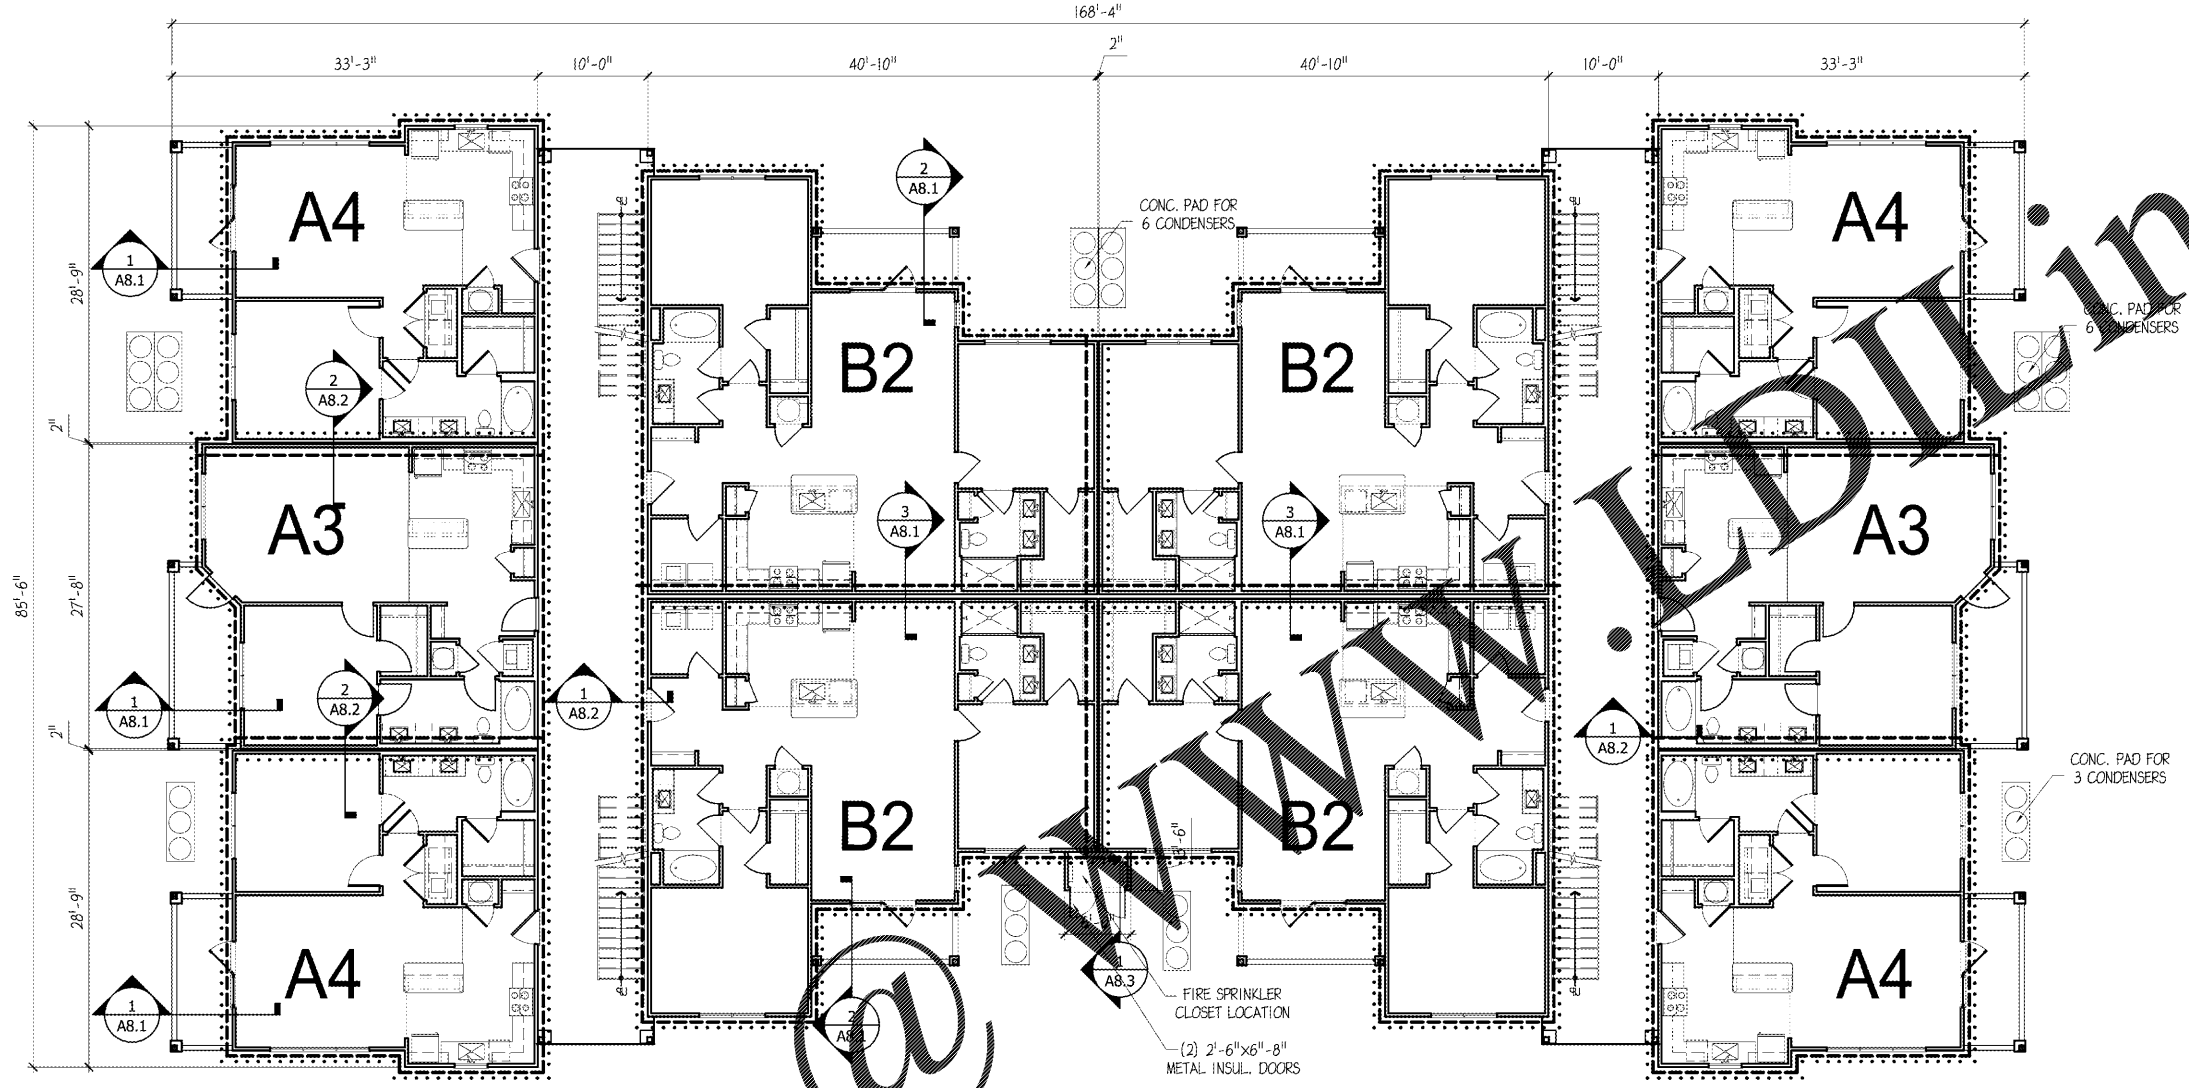 168'-4"
2"
33'-3"
10'-0"
40'-10"
40'-10"
10'-0"
33'-3"
2
A8.1
CONC. PAD FOR
6 CONDENSERS
A4
A4
1
A8.1
28'-9"
CONC. PAD FOR
6 CONDENSERS
B2
B2
2
A8.2
2"
3
A8.1
3
A8.1
A3
A3
85'-6"
27'-8"
1
A8.1
2
A8.2
1
A8.2
1
A8.2
2"
CONC. PAD FOR
3 CONDENSERS
B2
B2
28'-9"
A4
A4
1
A8.3
1
A8.1
2
A8.1
FIRE SPRINKLER
CLOSET LOCATION
(2) 2'-6"x6"-8"
METAL INSUL. DOORS
@ WWW.LDILin